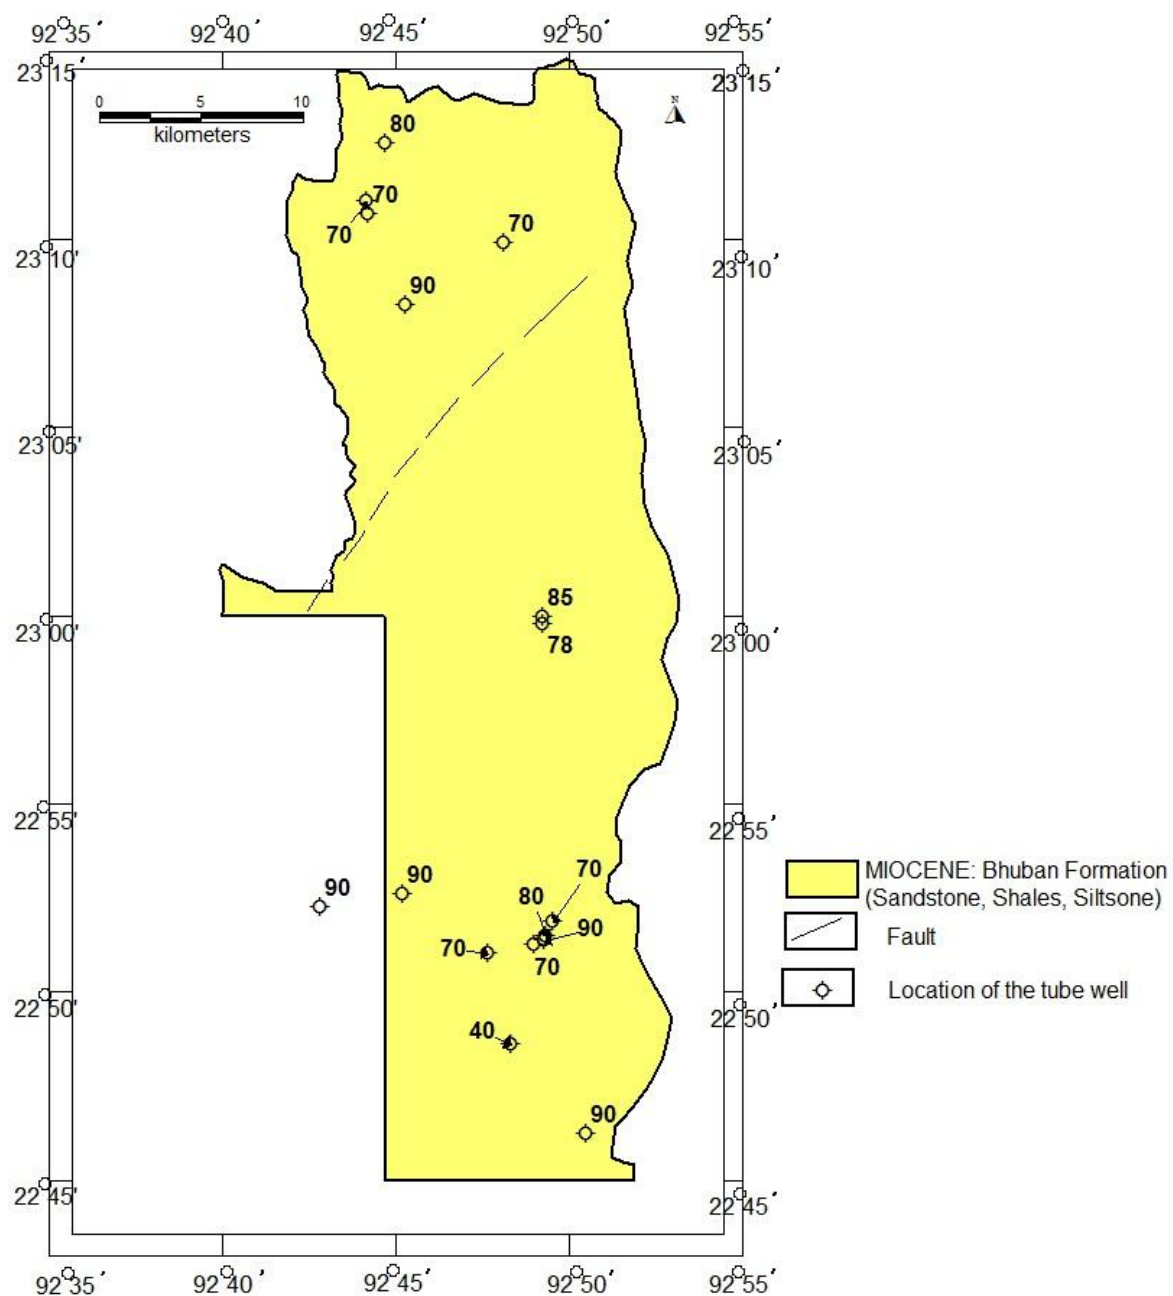 92°35' 92°40' 92°45' 92°50' 92°55'
23°15' 23°15'
0 5 10
kilometers
N
80
70
70
70
23°10' 23°10'
90
23°05' 23°05'
85
23°00' 23°00'
78
22°55' 22°55'
90
90
70
80
90
70
70
MIOCENE: Bhuban Formation
(Sandstone, Shales, Siltsone)
Fault
Location of the tube well
22°50' 22°50'
40
90
22°45' 22°45'
92°35' 92°40' 92°45' 92°50' 92°55'